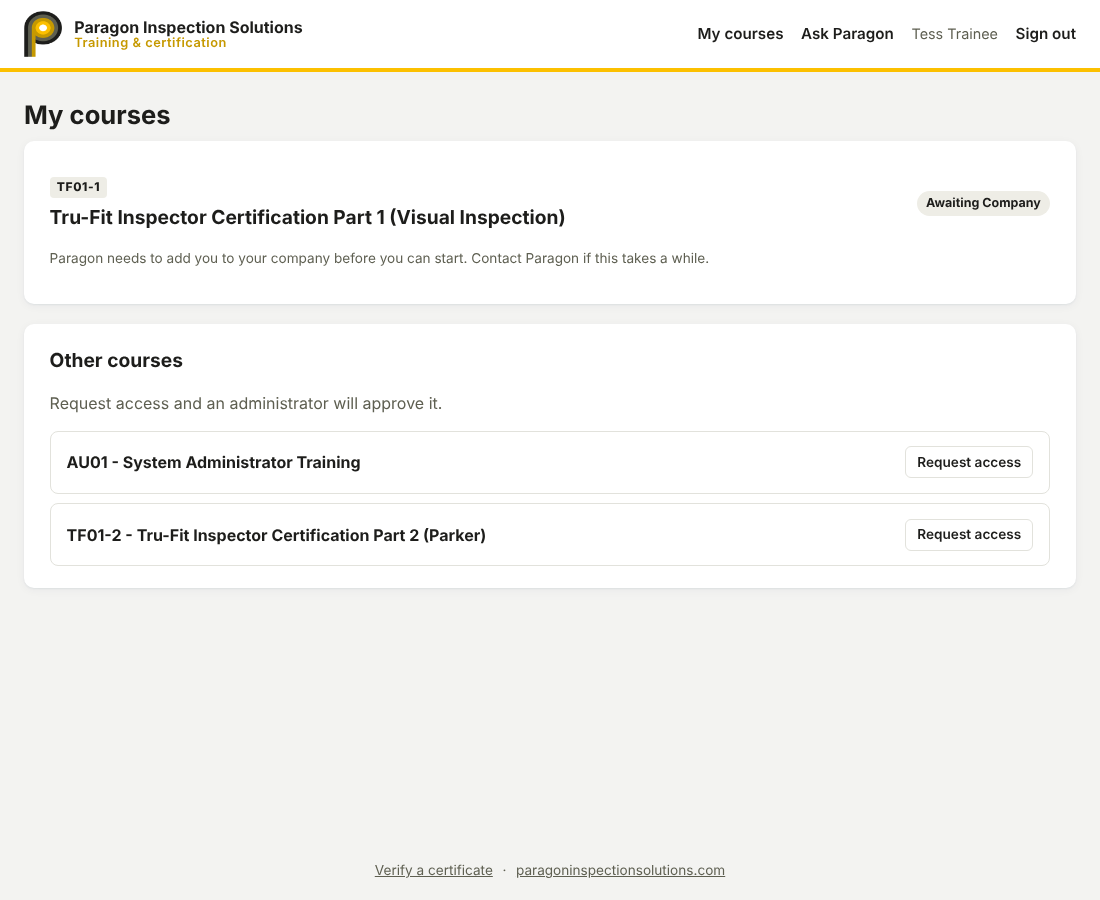 Paragon Inspection Solutions
Training & certification
My courses
Ask Paragon
Tess Trainee
Sign out
My courses
TF01-1
Tru-Fit Inspector Certification Part 1 (Visual Inspection)
Awaiting Company
Paragon needs to add you to your company before you can start. Contact Paragon if this takes a while.
Other courses
Request access and an administrator will approve it.
AU01 - System Administrator Training
Request access
TF01-2 - Tru-Fit Inspector Certification Part 2 (Parker)
Request access
Verify a certificate · paragoninspectionsolutions.com